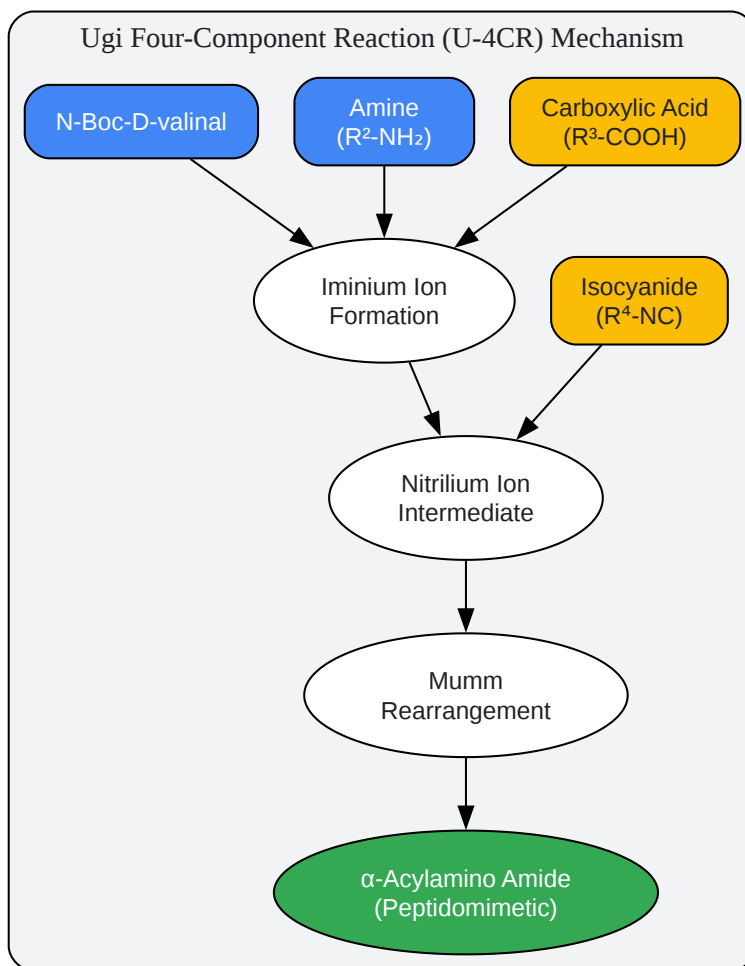 Ugi Four-Component Reaction (U-4CR) Mechanism
N-Boc-D-valinal
Amine
(R²-NH₂)
Carboxylic Acid
(R³-COOH)
Iminium Ion
Formation
Isocyanide
(R⁴-NC)
Nitrilium Ion
Intermediate
Mumm
Rearrangement
α-Acylamino Amide
(Peptidomimetic)